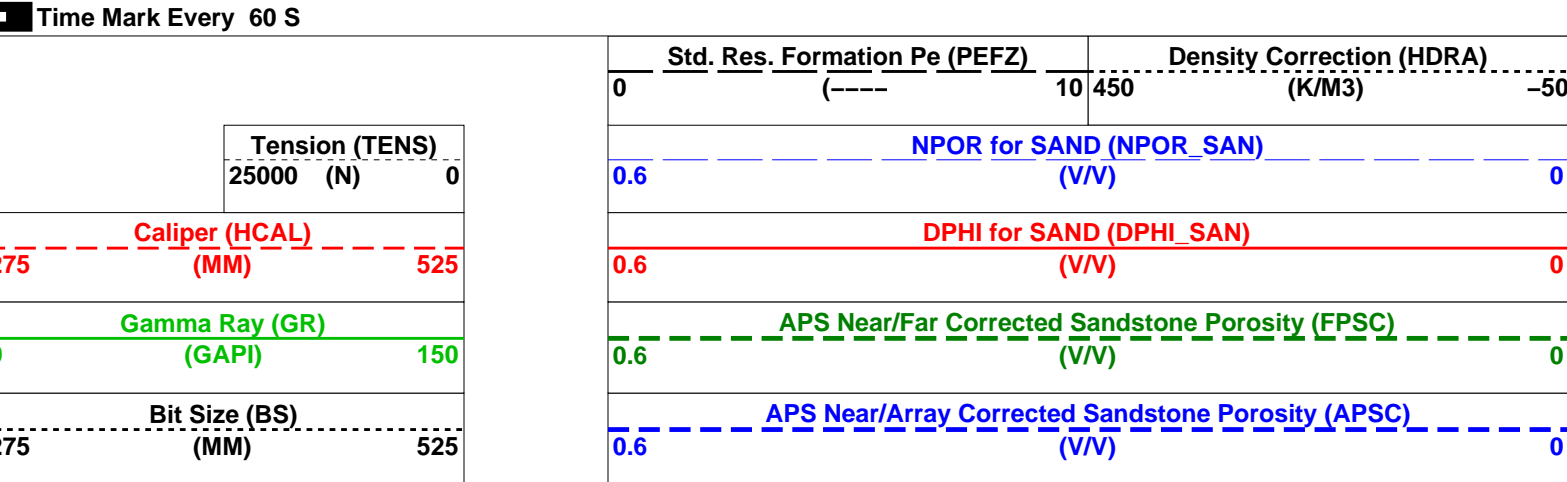 Time Mark Every 60 S
Std. Res. Formation Pe (PEFZ) Density Correction (HDRA)
0 (−−−− 10 450 (K/M3) −50
Tension (TENS) NPOR for SAND (NPOR_SAN)
25000 (N) 0 0.6 (V/V) 0
Caliper (HCAL) DPHI for SAND (DPHI_SAN)
275 (MM) 525 0.6 (V/V) 0
Gamma Ray (GR) APS Near/Far Corrected Sandstone Porosity (FPSC)
(GAPI) 150 0.6 (V/V) 0
Bit Size (BS) APS Near/Array Corrected Sandstone Porosity (APSC)
275 (MM) 525 0.6 (V/V) 0